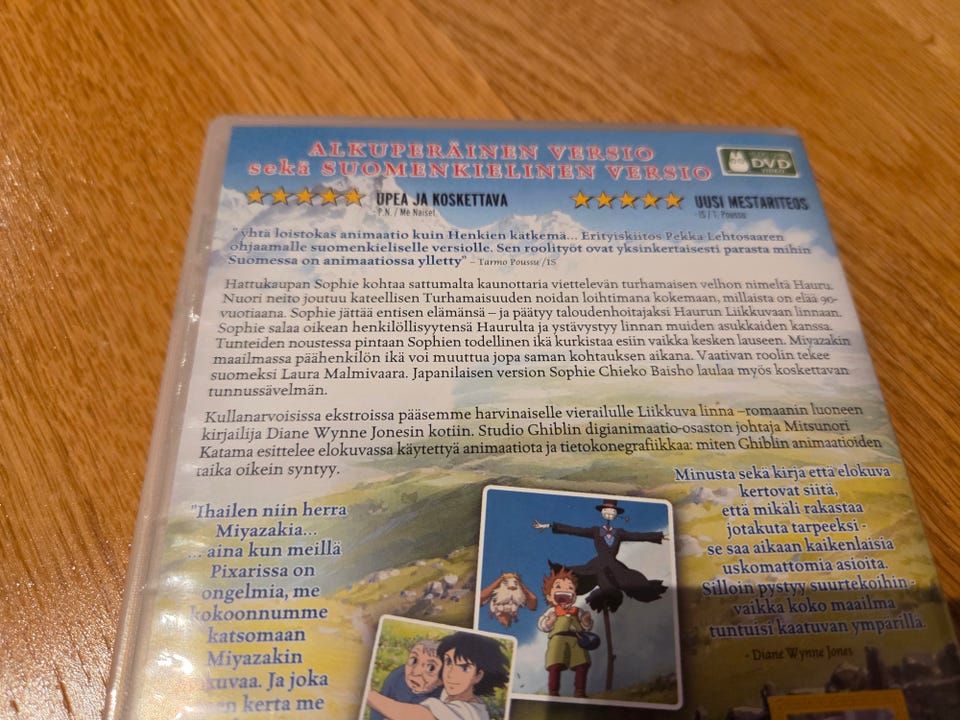 ALKUPERÄINEN VERSIO
sekä SUOMENKIELINEN VERSIO
DVD
VIDEO
UPEA JA KOSKETTAVA
- P.N. / Me Naiset
UUSI MESTARITEOS
- IS / T. Poussu
"yhtä loistokas animaatio kuin Henkien kätkemä... Erityiskiitos Pekka Lehtosaaren
ohjaamalle suomenkieliselle versiolle. Sen roolityöt ovat yksinkertaisesti parasta mihin
Suomessa on animaatiossa ylletty" - Tarmo Poussu /IS
Hattukaupan Sophie kohtaa sattumalta kaunottaria viettelevän turhamaisen velhon nimeltä Hauru.
Nuori neito joutuu kateellisen Turhamaisuuden noidan loihtimana kokemaan, millaista on elää 90-
vuotiaana. Sophie jättää entisen elämänsä – ja päätyy taloudenhoitajaksi Haurun Liikkuvaan linnaan.
Sophie salaa oikean henkilöllisyytensä Haurulta ja ystävystyy linnan muiden asukkaiden kanssa.
Tunteiden noustessa pintaan Sophien todellinen ikä kurkistaa esiin vaikka kesken lauseen. Miyazakin
maailmassa päähenkilön ikä voi muuttua jopa saman kohtauksen aikana. Vaativan roolin tekee
suomeksi Laura Malmivaara. Japanilaisen version Sophie Chieko Baisho laulaa myös koskettavan
tunnussävelmän.
Kullanarvoisissa ekstroissa pääsemme harvinaiselle vierailulle Liikkuva linna –romaanin luoneen
kirjailija Diane Wynne Jonesin kotiin. Studio Ghiblin digianimaatio-osaston johtaja Mitsunori
Katama esittelee elokuvassa käytettyä animaatiota ja tietokonegrafiikkaa: miten Ghiblin animaatioiden
taika oikein syntyy.
"Ihailen niin herra
Miyazakia...
... aina kun meillä
Pixarissa on
ongelmia, me
kokoonnumme
katsomaan
Miyazakin
Ja joka
kerta me
Minusta sekä kirja että elokuva
kertovat siitä,
että mikäli rakastaa
jotakuta tarpeeksi -
se saa aikaan kaikenlaisia
uskomattomia asioita.
Silloin pystyy suurtekoihin -
vaikka koko maailma
tuntuisi kaatuvan ympärillä.
- Diane Wynne Jones